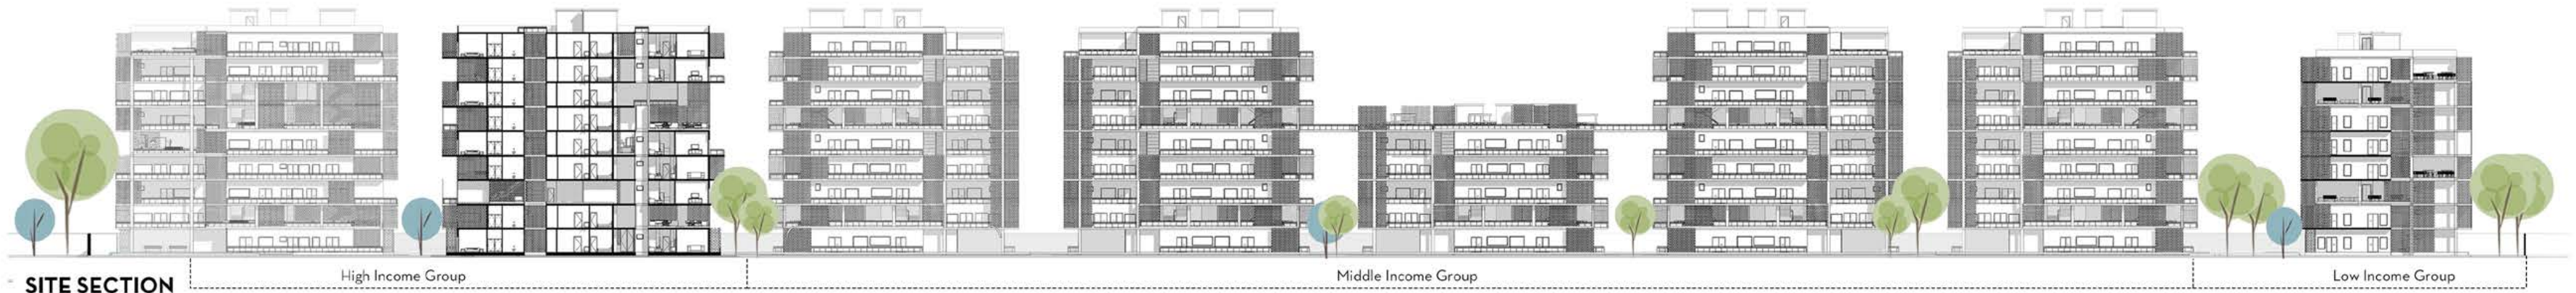 High Income Group
Middle Income Group
Low Income Group
SITE SECTION